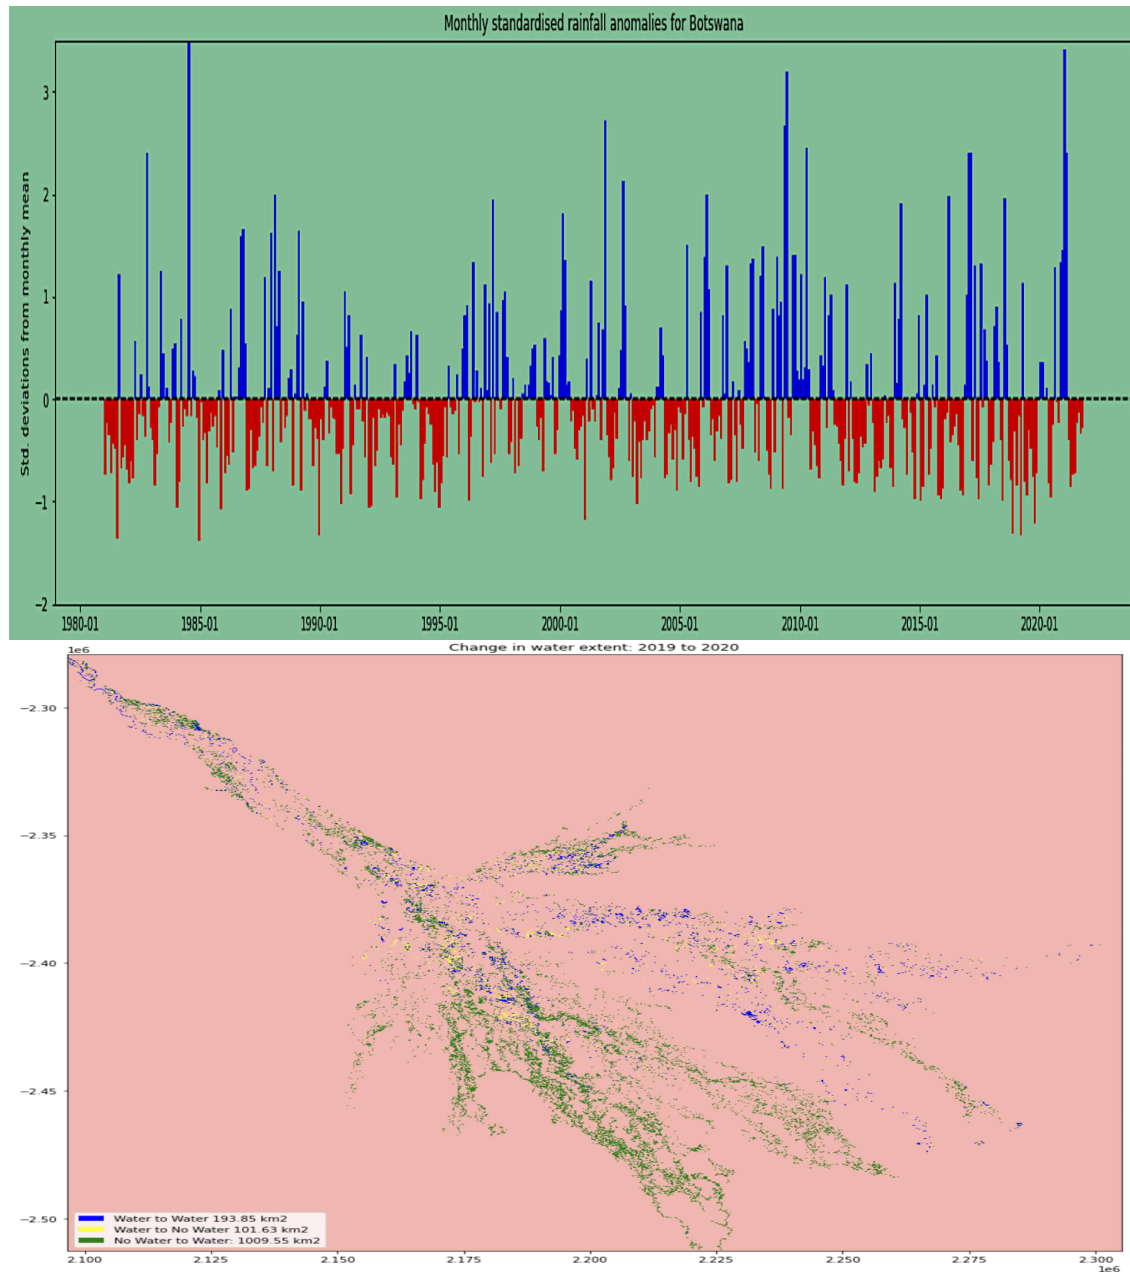 Monthly standardised rainfall anomalies for Botswana
Std. deviations from monthly mean
3
2
1
0
−1
−2
1980-01 1985-01 1990-01 1995-01 2000-01 2005-01 2010-01 2015-01 2020-01
Change in water extent: 2019 to 2020
1e6
−2.30
−2.35
−2.40
−2.45
−2.50
Water to Water 193.85 km2
Water to No Water 101.63 km2
No Water to Water: 1009.55 km2
2.100 2.125 2.150 2.175 2.200 2.225 2.250 2.275 2.300
1e6